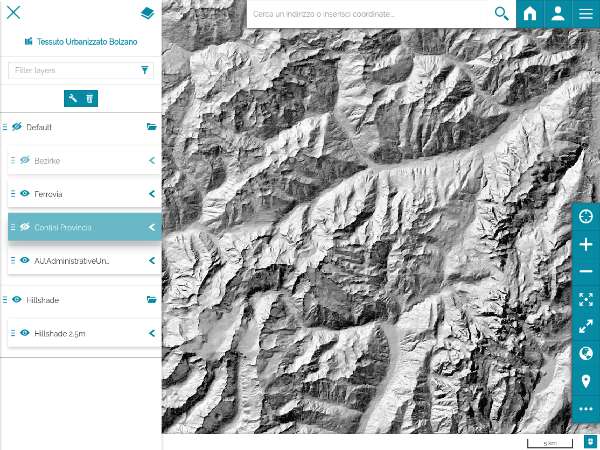 Cerca un indirizzo o inserisci coordinate...
Tessuto Urbanizzato Bolzano
Filter layers
Default
Bezirke
Ferrovia
Confini Provincia
AU.AdministrativeUn...
Hillshade
Hillshade 2,5m
5 km